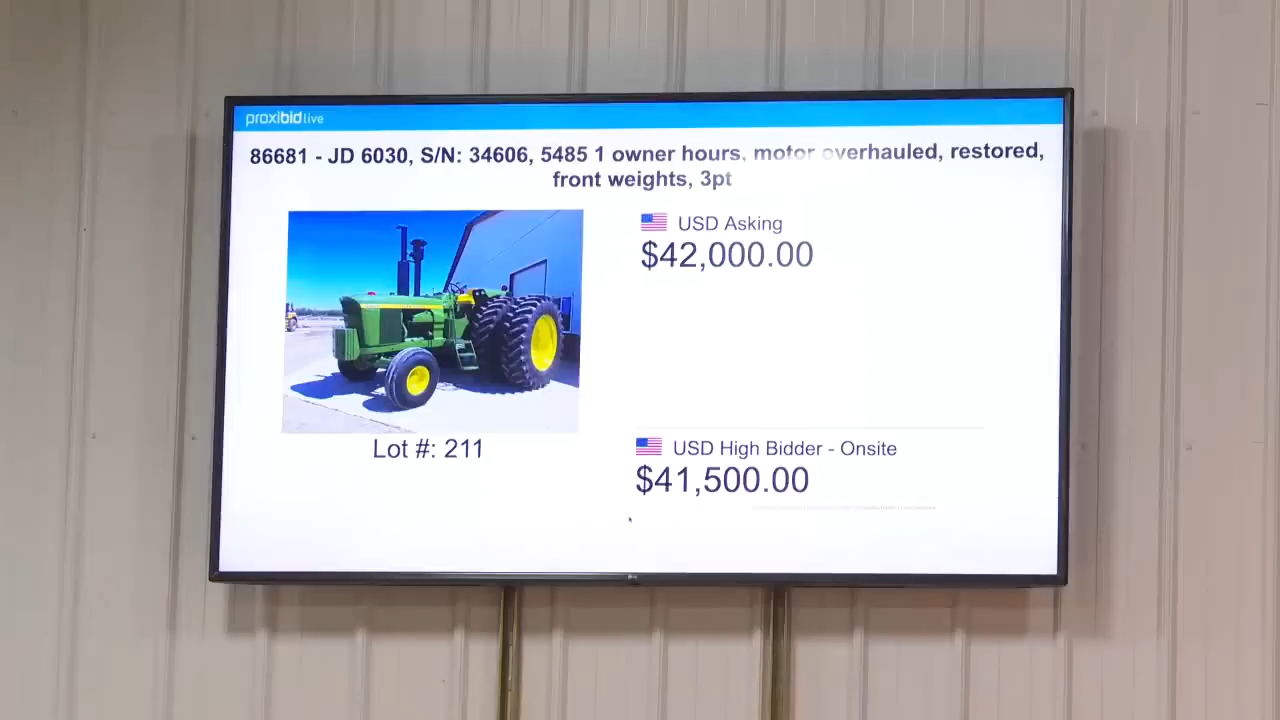 proxibid live
86681 - JD 6030, S/N: 34606, 5485 1 owner hours, motor overhauled, restored,
front weights, 3pt
USD Asking
$42,000.00
Lot #: 211
USD High Bidder - Onsite
$41,500.00
LG